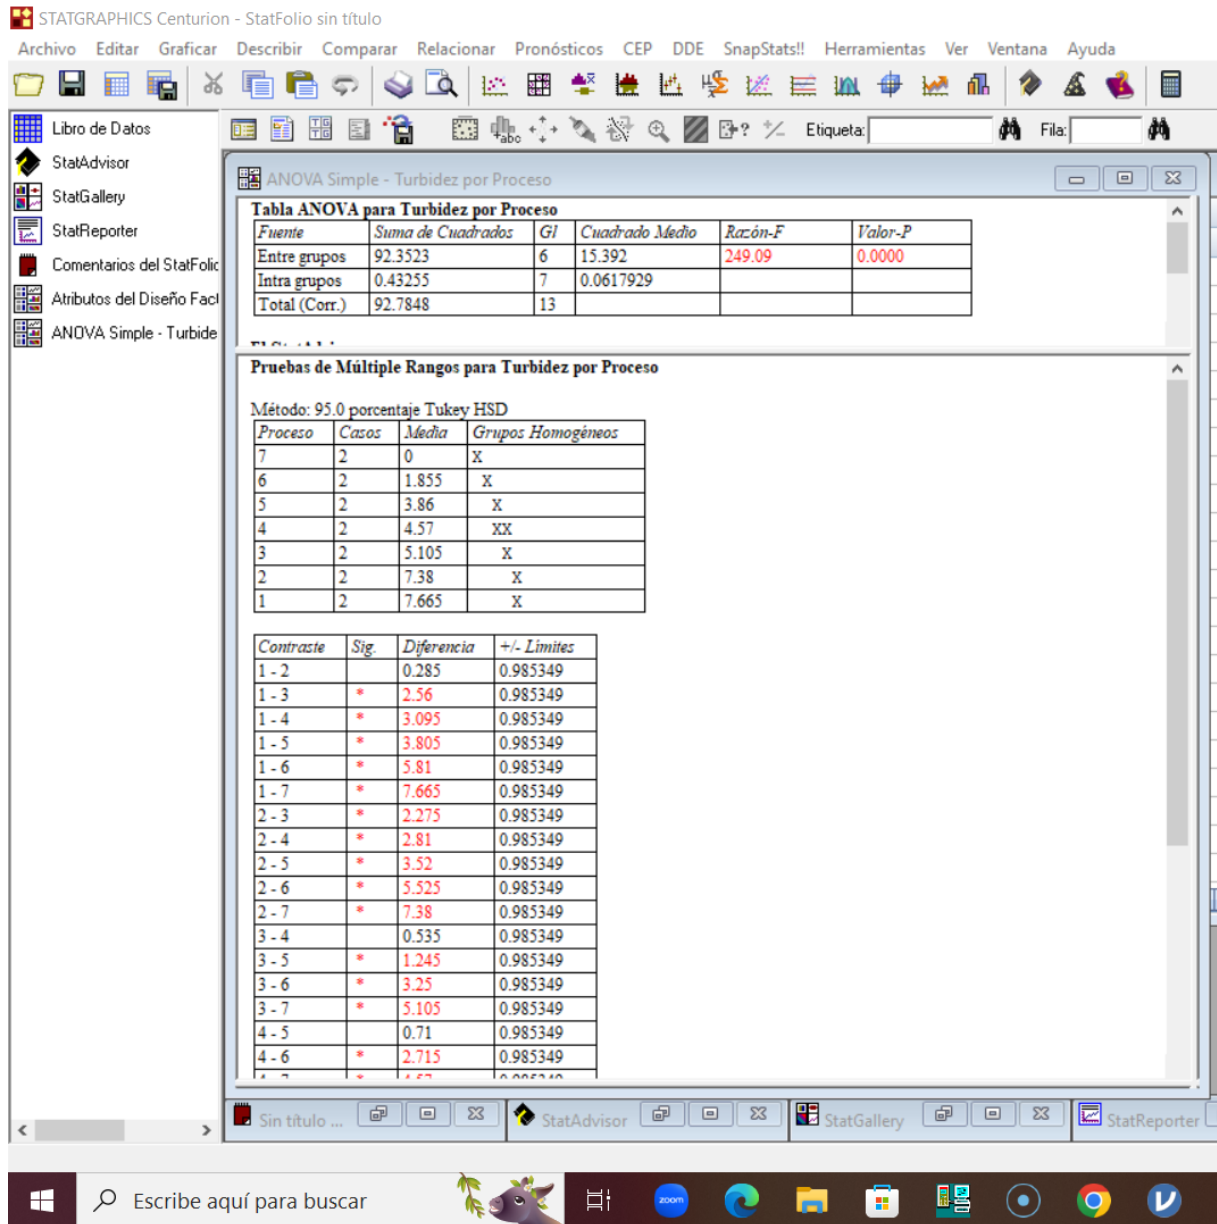 STATGRAPHICS Centurion - StatFolio sin título
Archivo Editar Graficar Describir Comparar Relacionar Pronósticos CEP DDE SnapStats!! Herramientas Ver Ventana Ayuda
Etiqueta: Fila:
Libro de Datos
StatAdvisor
StatGallery
StatReporter
Comentarios del StatFolio
Atributos del Diseño Fact
ANOVA Simple - Turbide
ANOVA Simple - Turbidez por Proceso
Tabla ANOVA para Turbidez por Proceso
Fuente Suma de Cuadrados Gl Cuadrado Medio Razón-F Valor-P
Entre grupos 92.3523 6 15.392 249.09 0.0000
Intra grupos 0.43255 7 0.0617929
Total (Corr.) 92.7848 13
Pruebas de Múltiple Rangos para Turbidez por Proceso
Método: 95.0 porcentaje Tukey HSD
Proceso Casos Media Grupos Homogéneos
7 2 0 X
6 2 1.855 X
5 2 3.86 X
4 2 4.57 XX
3 2 5.105 X
2 2 7.38 X
1 2 7.665 X
Contraste Sig. Diferencia +/- Límites
1 - 2 0.285 0.985349
1 - 3 * 2.56 0.985349
1 - 4 * 3.095 0.985349
1 - 5 * 3.805 0.985349
1 - 6 * 5.81 0.985349
1 - 7 * 7.665 0.985349
2 - 3 * 2.275 0.985349
2 - 4 * 2.81 0.985349
2 - 5 * 3.52 0.985349
2 - 6 * 5.525 0.985349
2 - 7 * 7.38 0.985349
3 - 4 0.535 0.985349
3 - 5 * 1.245 0.985349
3 - 6 * 3.25 0.985349
3 - 7 * 5.105 0.985349
4 - 5 0.71 0.985349
4 - 6 * 2.715 0.985349
Sin título ... StatAdvisor StatGallery StatReporter
Escribe aquí para buscar zoom